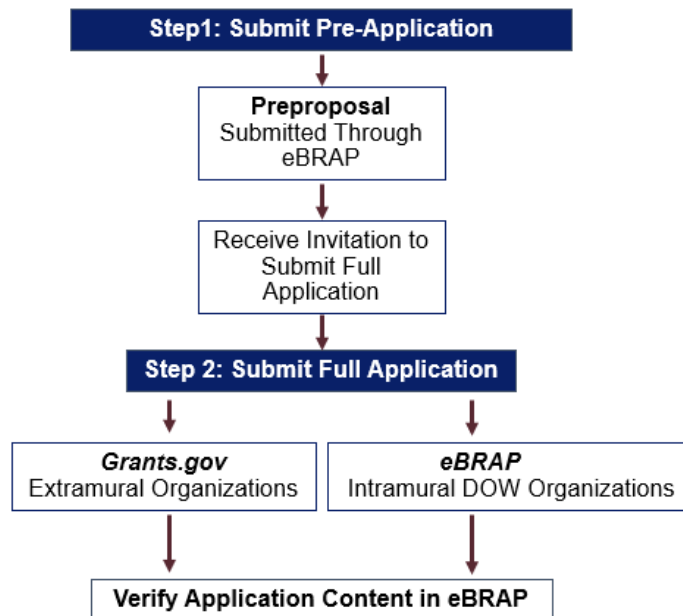 Step1: Submit Pre-Application
Preproposal
Submitted Through
eBRAP
Receive Invitation to
Submit Full
Application
Step 2: Submit Full Application
Grants.gov
Extramural Organizations
eBRAP
Intramural DOW Organizations
Verify Application Content in eBRAP